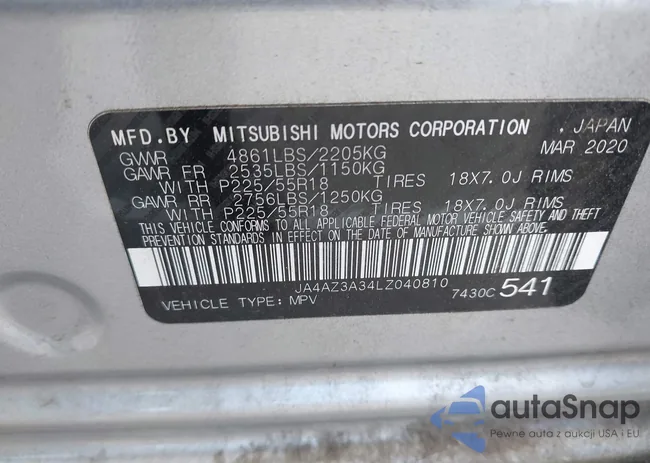 MFD.BY MITSUBISHI MOTORS CORPORATION . JAPAN
GVWR 4861LBS/2205KG MAR 2020
GAWR FR 2535LBS/1150KG
WITH P225/55R18 TIRES 18X7.0J RIMS
GAWR RR 2756LBS/1250KG
WITH P225/55R18 TIRES 18X7.0J RIMS
THIS VEHICLE CONFORMS TO ALL APPLICABLE FEDERAL MOTOR VEHICLE SAFETY AND THEFT
PREVENTION STANDARDS IN EFFECT ON THE DATE OF MANUFACTURE SHOWN ABOVE.
JA4AZ3A34LZ040810
VEHICLE TYPE: MPV 7430C 541
autoSnap
Pewne auta z aukcji USA i EU